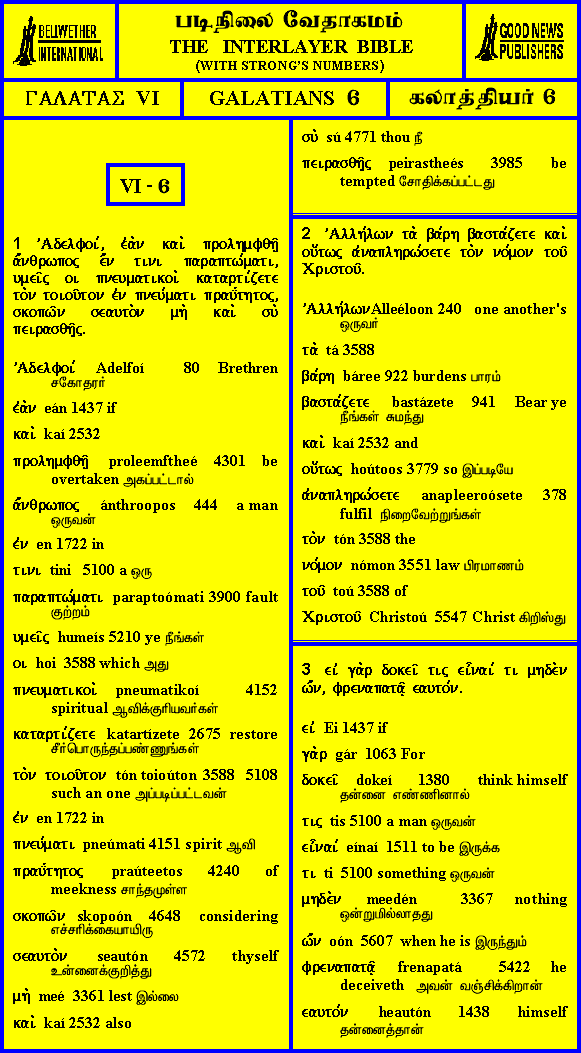 BELLWETHER
INTERNATIONAL
படிநிலை வேதாகமம்
THE INTERLAYER BIBLE
(WITH STRONG'S NUMBERS)
GOOD NEWS
PUBLISHERS
ΓΑΛΑΤΑΣ VI
GALATIANS 6
கலாத்தியர் 6
VI - 6
1 Ἀδελφοί, ἐὰν καὶ προλημφθῇ
ἄνθρωπος ἔν τινι παραπτώματι,
υμεῖς οι πνευματικοὶ καταρτίζετε
τὸν τοιοῦτον ἐν πνεύματι πραΰτητος,
σκοπῶν σεαυτὸν μὴ καὶ σὺ
πειρασθῇς.
Ἀδελφοί Adelfoí 80 Brethren
சகோதரர்
ἐὰν eán 1437 if
καὶ kaí 2532
προλημφθῇ proleemftheé 4301 be
overtaken அகப்பட்டால்
ἄνθρωπος ánthroopos 444 a man
ஒருவன்
ἐν en 1722 in
τινι tini 5100 a ஒரு
παραπτώματι paraptoómati 3900 fault
குற்றம்
υμεῖς humeís 5210 ye நீங்கள்
οι hoi 3588 which அது
πνευματικοὶ pneumatikoí 4152
spiritual ஆவிக்குரியவர்கள்
καταρτίζετε katartízete 2675 restore
சீர்பொருந்தப்பண்ணுங்கள்
τὸν τοιοῦτον tón toioúton 3588 5108
such an one அப்படிப்பட்டவன்
ἐν en 1722 in
πνεύματι pneúmati 4151 spirit ஆவி
πραΰτητος praúteetos 4240 of
meekness சாந்தமுள்ள
σκοπῶν skopoón 4648 considering
எச்சரிக்கையாயிரு
σεαυτὸν seautón 4572 thyself
உன்னைக்குறித்து
μὴ meé 3361 lest இல்லை
καὶ kaí 2532 also
σὺ sú 4771 thou நீ
πειρασθῇς peirastheés 3985 be
tempted சோதிக்கப்பட்டது
2 Ἀλλήλων τὰ βάρη βαστάζετε καὶ
οὕτως ἀναπληρώσετε τὸν νόμον τοῦ
Χριστοῦ.
Ἀλλήλων Alleéloon 240 one another's
ஒருவர்
τὰ tá 3588
βάρη báree 922 burdens பாரம்
βαστάζετε bastázete 941 Bear ye
நீங்கள் சுமந்து
καὶ kaí 2532 and
οὕτως hoútoos 3779 so இப்படியே
ἀναπληρώσετε anapleeroósete 378
fulfil நிறைவேற்றுங்கள்
τὸν tón 3588 the
νόμον nómon 3551 law பிரமாணம்
τοῦ toú 3588 of
Χριστοῦ Christoú 5547 Christ கிறிஸ்து
3 εἰ γὰρ δοκεῖ τις εἶναί τι μηδὲν
ὤν, φρεναπατᾷ εαυτόν.
εἰ Ei 1437 if
γὰρ gár 1063 For
δοκεῖ dokeí 1380 think himself
தன்னை எண்ணினால்
τις tis 5100 a man ஒருவன்
εἶναί eínaí 1511 to be இருக்க
τι ti 5100 something ஒருவன்
μηδὲν meedén 3367 nothing
ஒன்றுமில்லாதது
ὤν oón 5607 when he is இருந்தும்
φρεναπατᾷ frenapatá 5422 he
deceiveth அவன் வஞ்சிக்கிறான்
εαυτόν heautón 1438 himself
தன்னைத்தான்